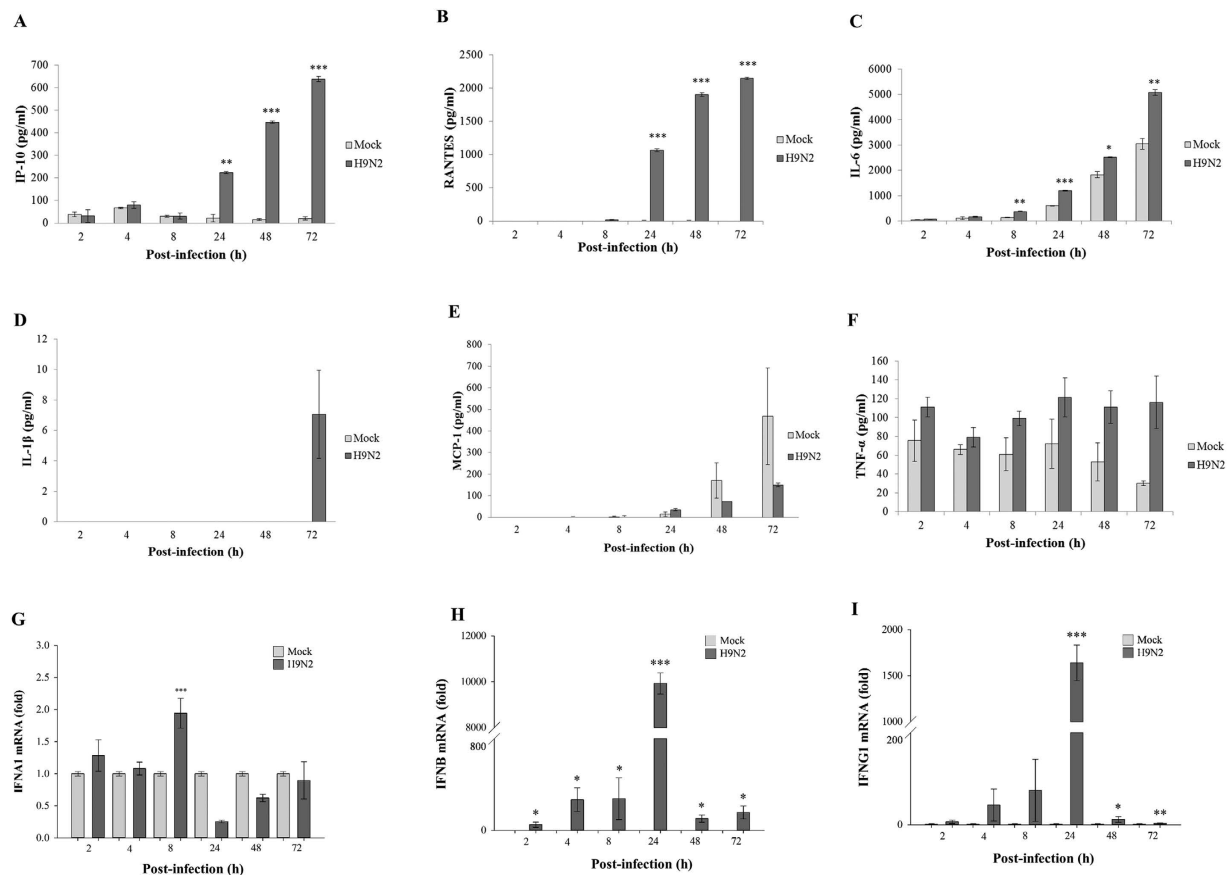 A
IP-10 (pg/ml)
700
600
500
400
300
200
100
0
**
***
***
Mock
H9N2
2 4 8 24 48 72
Post-infection (h)
B
RANTES (pg/ml)
2500
2000
1500
1000
500
0
***
***
***
Mock
H9N2
2 4 8 24 48 72
Post-infection (h)
C
IL-6 (pg/ml)
6000
5000
4000
3000
2000
1000
0
**
***
*
**
Mock
H9N2
2 4 8 24 48 72
Post-infection (h)
D
IL-1β (pg/ml)
12
10
8
6
4
2
0
Mock
H9N2
2 4 8 24 48 72
Post-infection (h)
E
MCP-1 (pg/ml)
800
700
600
500
400
300
200
100
0
Mock
H9N2
2 4 8 24 48 72
Post-infection (h)
F
TNF-α (pg/ml)
160
140
120
100
80
60
40
20
0
Mock
H9N2
2 4 8 24 48 72
Post-infection (h)
G
IFNA1 mRNA (fold)
3.0
2.5
2.0
1.5
1.0
0.5
0.0
***
Mock
H9N2
2 4 8 24 48 72
Post-infection (h)
H
IFNB mRNA (fold)
12000
10000
8000
800
0
*
*
*
***
*
*
Mock
H9N2
2 4 8 24 48 72
Post-infection (h)
I
IFNG1 mRNA (fold)
2000
1500
1000
200
0
***
*
**
Mock
H9N2
2 4 8 24 48 72
Post-infection (h)